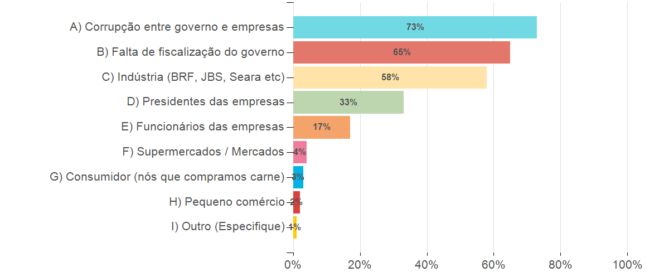 A) Corrupção entre governo e empresas 73%
B) Falta de fiscalização do governo 65%
C) Indústria (BRF, JBS, Seara etc) 58%
D) Presidentes das empresas 33%
E) Funcionários das empresas 17%
F) Supermercados / Mercados 4%
G) Consumidor (nós que compramos carne) 3%
H) Pequeno comércio 2%
I) Outro (Especifique)
0% 20% 40% 60% 80% 100%